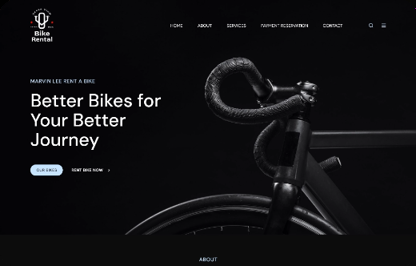 Bike
Rental
HOME
ABOUT
SERVICES
PAYMENT RESERVATION
CONTACT
MARVIN LEE RENT A BIKE
Better Bikes for
Your Better
Journey
OUR BIKES
RENT BIKE NOW
ABOUT